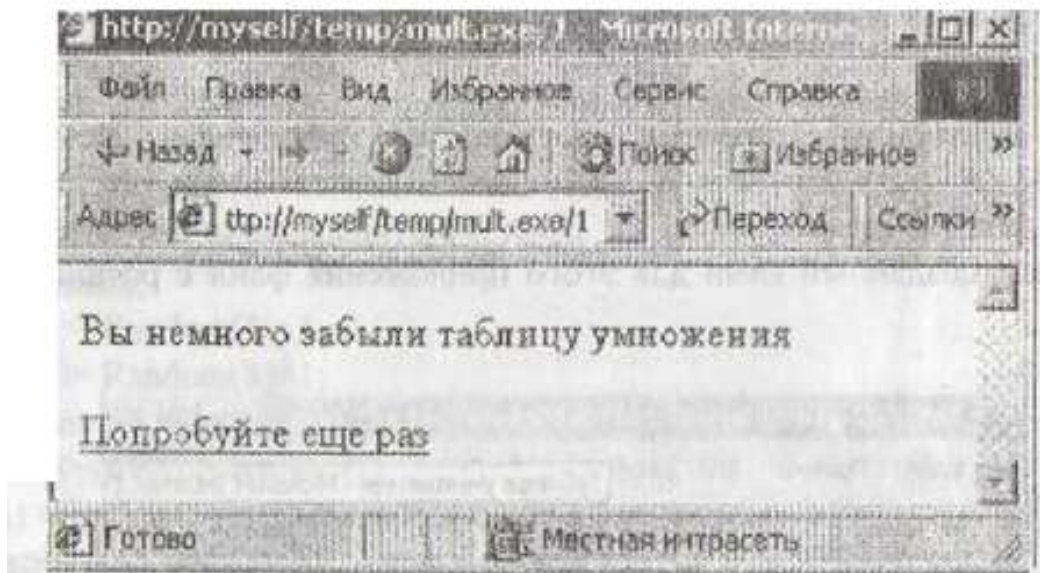 http://myself/temp/mult.exe/1 - Microsoft Interne
Файл Правка Вид Избранное Сервис Справка
Назад Поиск Избранное »
Адрес ttp://myself/temp/mult.exe/1 Переход Ссылки »
Вы немного забыли таблицу умножения
Попробуйте еще раз
Готово Местная интрасеть